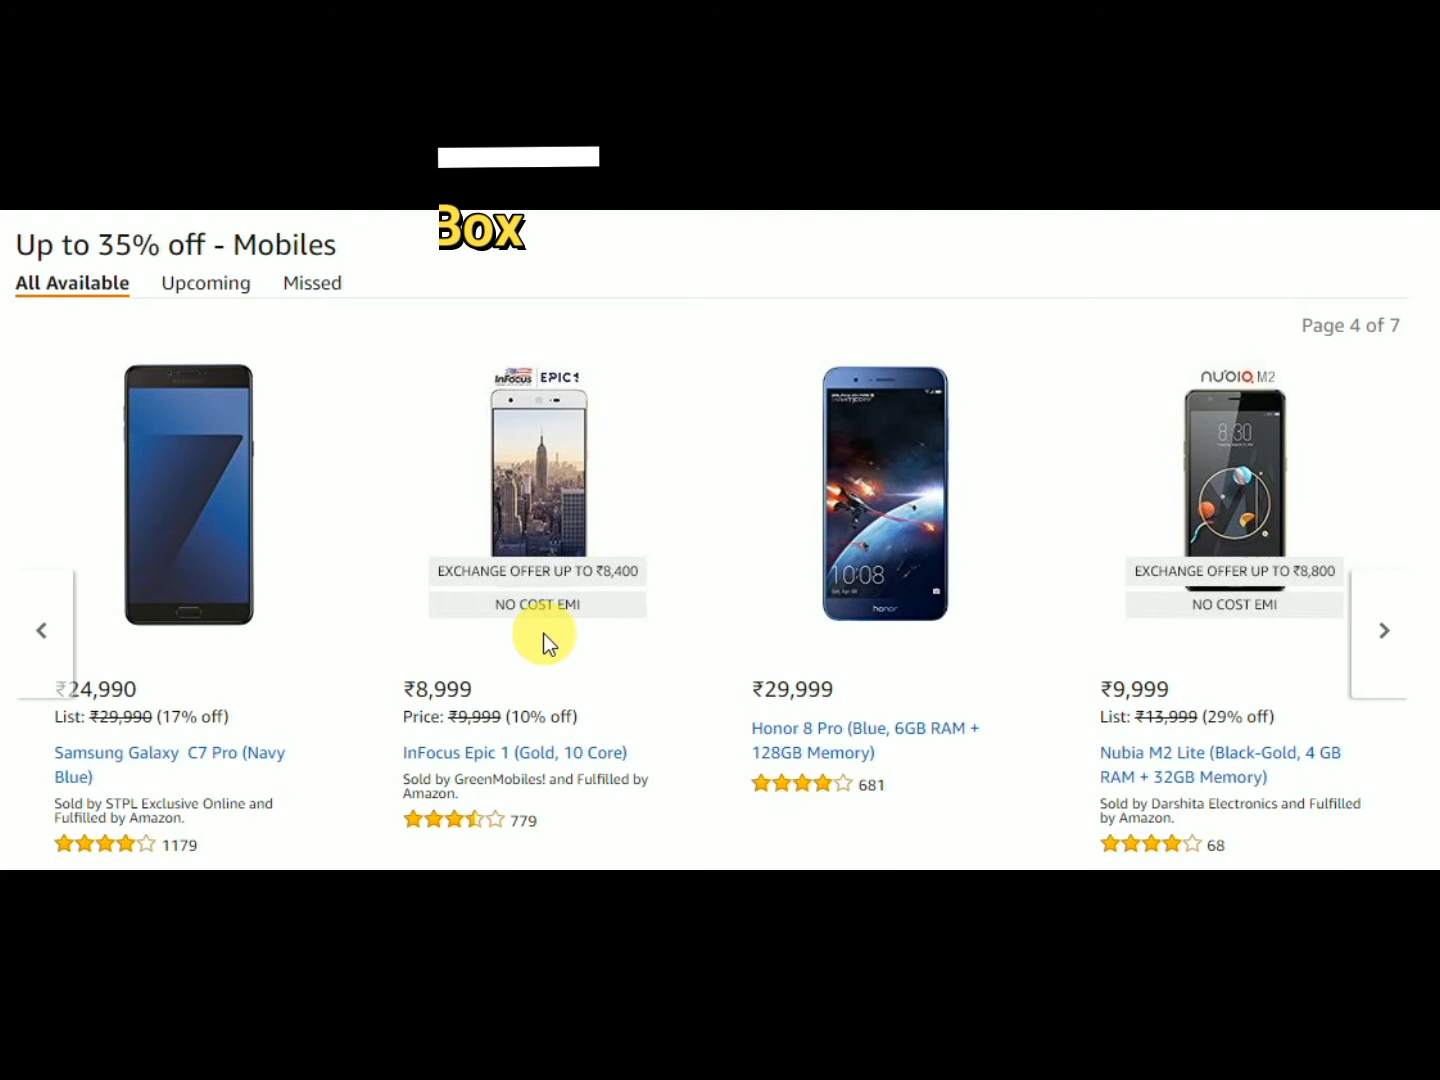 Box
Up to 35% off - Mobiles
All Available Upcoming Missed
Page 4 of 7
InFocus EPIC 1
nubia M2
8:30
10:08
honor
EXCHANGE OFFER UP TO ₹8,400
NO COST EMI
EXCHANGE OFFER UP TO ₹8,800
NO COST EMI
₹24,990
List: ₹29,990 (17% off)
Samsung Galaxy C7 Pro (Navy
Blue)
Sold by STPL Exclusive Online and
Fulfilled by Amazon.
1179
₹8,999
Price: ₹9,999 (10% off)
InFocus Epic 1 (Gold, 10 Core)
Sold by GreenMobiles! and Fulfilled by
Amazon.
779
₹29,999
Honor 8 Pro (Blue, 6GB RAM +
128GB Memory)
681
₹9,999
List: ₹13,999 (29% off)
Nubia M2 Lite (Black-Gold, 4 GB
RAM + 32GB Memory)
Sold by Darshita Electronics and Fulfilled
by Amazon.
68